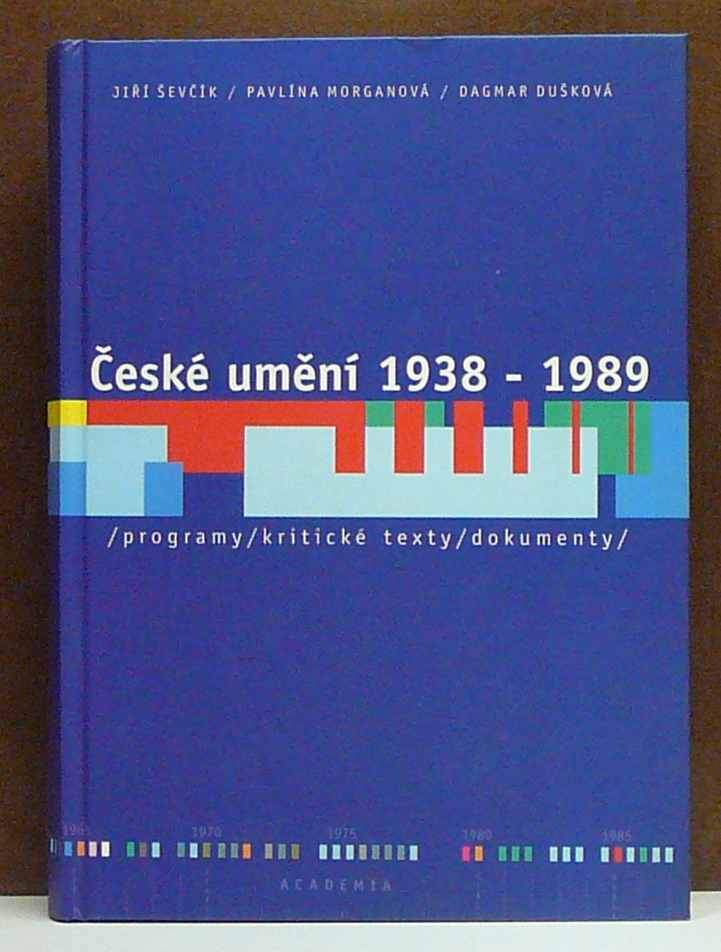 JIŘÍ ŠEVČÍK / PAVLÍNA MORGANOVÁ / DAGMAR DUŠKOVÁ
České umění 1938 - 1989
/programy/kritické texty/dokumenty/
1965 1970 1975 1980 1985
ACADEMIA